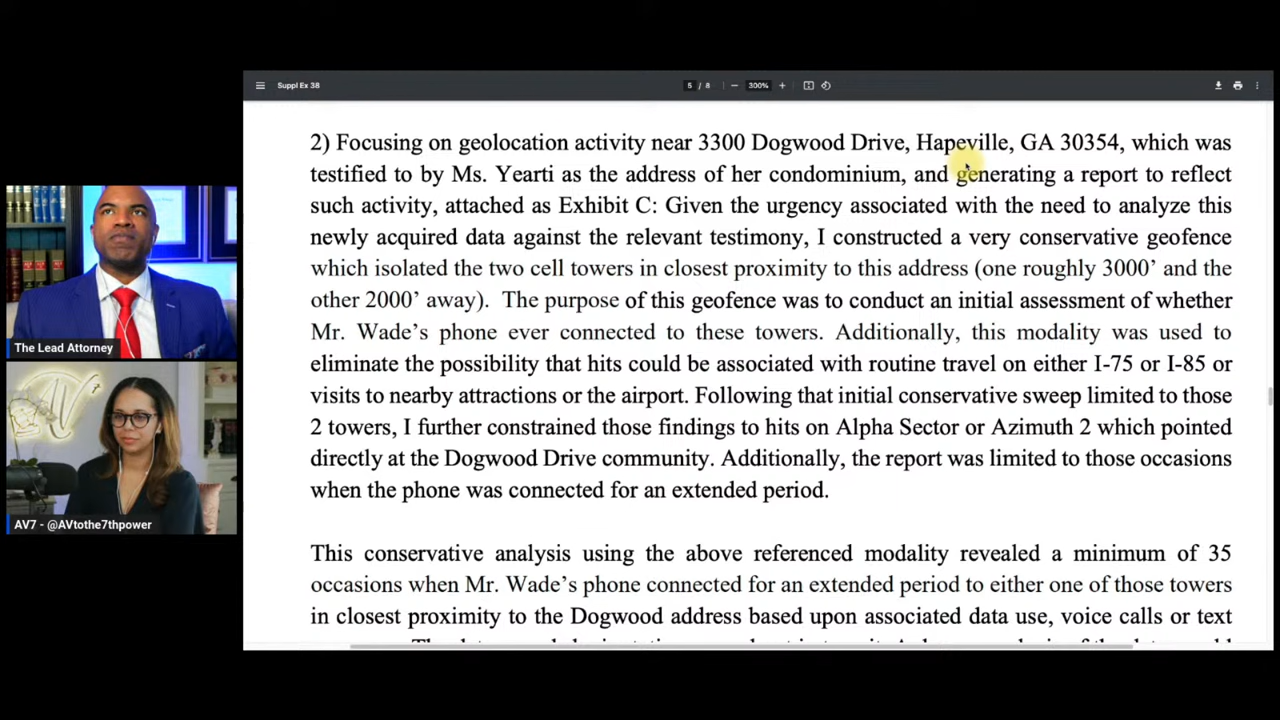 Suppl Ex 38
5 / 8
300%
2) Focusing on geolocation activity near 3300 Dogwood Drive, Hapeville, GA 30354, which was
testified to by Ms. Yearti as the address of her condominium, and generating a report to reflect
such activity, attached as Exhibit C: Given the urgency associated with the need to analyze this
newly acquired data against the relevant testimony, I constructed a very conservative geofence
which isolated the two cell towers in closest proximity to this address (one roughly 3000’ and the
other 2000’ away). The purpose of this geofence was to conduct an initial assessment of whether
Mr. Wade’s phone ever connected to these towers. Additionally, this modality was used to
eliminate the possibility that hits could be associated with routine travel on either I-75 or I-85 or
visits to nearby attractions or the airport. Following that initial conservative sweep limited to those
2 towers, I further constrained those findings to hits on Alpha Sector or Azimuth 2 which pointed
directly at the Dogwood Drive community. Additionally, the report was limited to those occasions
when the phone was connected for an extended period.
This conservative analysis using the above referenced modality revealed a minimum of 35
occasions when Mr. Wade’s phone connected for an extended period to either one of those towers
in closest proximity to the Dogwood address based upon associated data use, voice calls or text
The Lead Attorney
AV
AV7 - @AVtothe7thpower